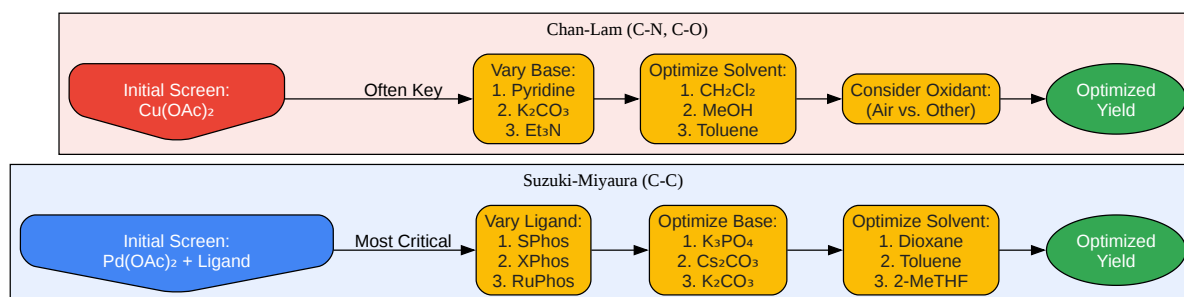 Chan-Lam (C-N, C-O)
Initial Screen:
Cu(OAc)₂
Often Key
Vary Base:
1. Pyridine
2. K₂CO₃
3. Et₃N
Optimize Solvent:
1. CH₂Cl₂
2. MeOH
3. Toluene
Consider Oxidant:
(Air vs. Other)
Optimized
Yield
Suzuki-Miyaura (C-C)
Initial Screen:
Pd(OAc)₂ + Ligand
Most Critical
Vary Ligand:
1. SPhos
2. XPhos
3. RuPhos
Optimize Base:
1. K₃PO₄
2. Cs₂CO₃
3. K₂CO₃
Optimize Solvent:
1. Dioxane
2. Toluene
3. 2-MeTHF
Optimized
Yield